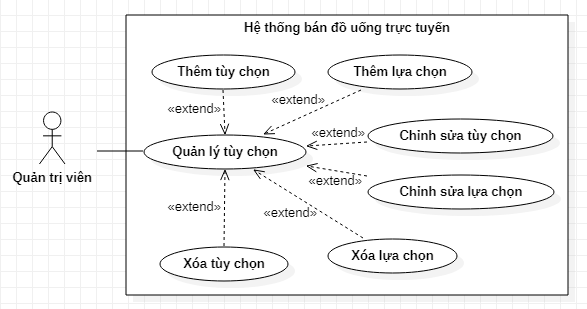 Hệ thống bán đồ uống trực tuyến
Thêm tùy chọn
Thêm lựa chọn
«extend»
«extend»
Chỉnh sửa tùy chọn
«extend»
Quản lý tùy chọn
Quản trị viên
«extend»
Chỉnh sửa lựa chọn
«extend»
«extend»
Xóa tùy chọn
Xóa lựa chọn